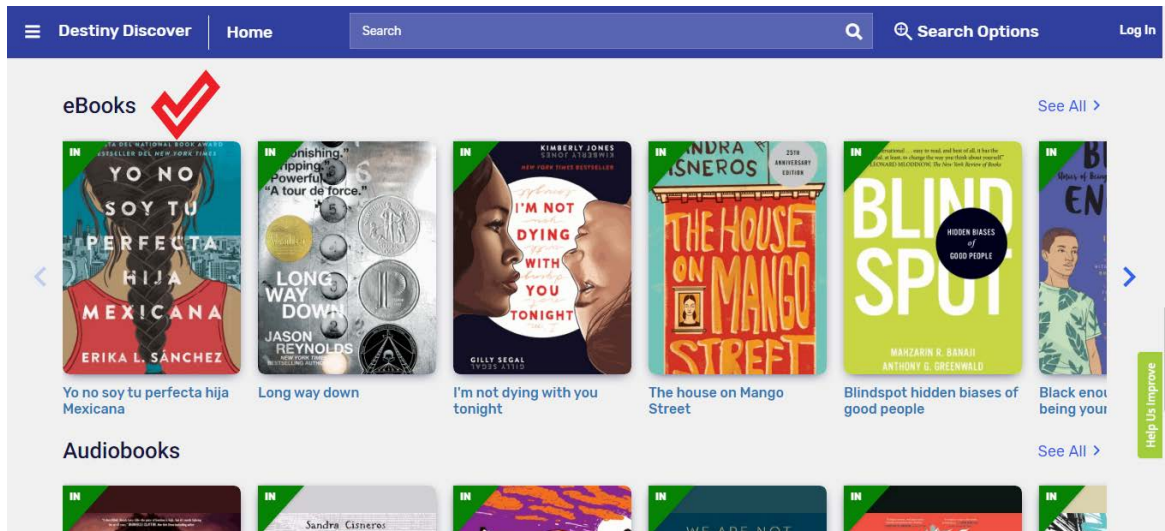 Destiny Discover
Home
Search
Search Options
Log In
eBooks
See All >
IN
BESTSELLER DEL NEW YORK TIMES
YO NO
SOY TU
PERFECTA
HIJA
MEXICANA
ERIKA L. SÁNCHEZ
Yo no soy tu perfecta hija
Mexicana
IN
"A tour de force."
LONG
WAY
DOWN
JASON
REYNOLDS
Long way down
IN
KIMBERLY JONES
NEW YORK TIMES BESTSELLER
I'M NOT
DYING
WITH
YOU
TONIGHT
GILLY SEGAL
I'm not dying with you
tonight
IN
25TH
ANNIVERSARY
EDITION
THE HOUSE
ON MANGO
STREET
The house on Mango
Street
IN
BLIND
SPOT
HIDDEN BIASES
of
GOOD PEOPLE
MAHZARIN R. BANAJI
ANTHONY G. GREENWALD
Blindspot hidden biases of
good people
IN
Help Us Improve
Audiobooks
See All >
IN
IN
Sandra Cisneros
IN
IN
WE ARE NOT
IN
IN